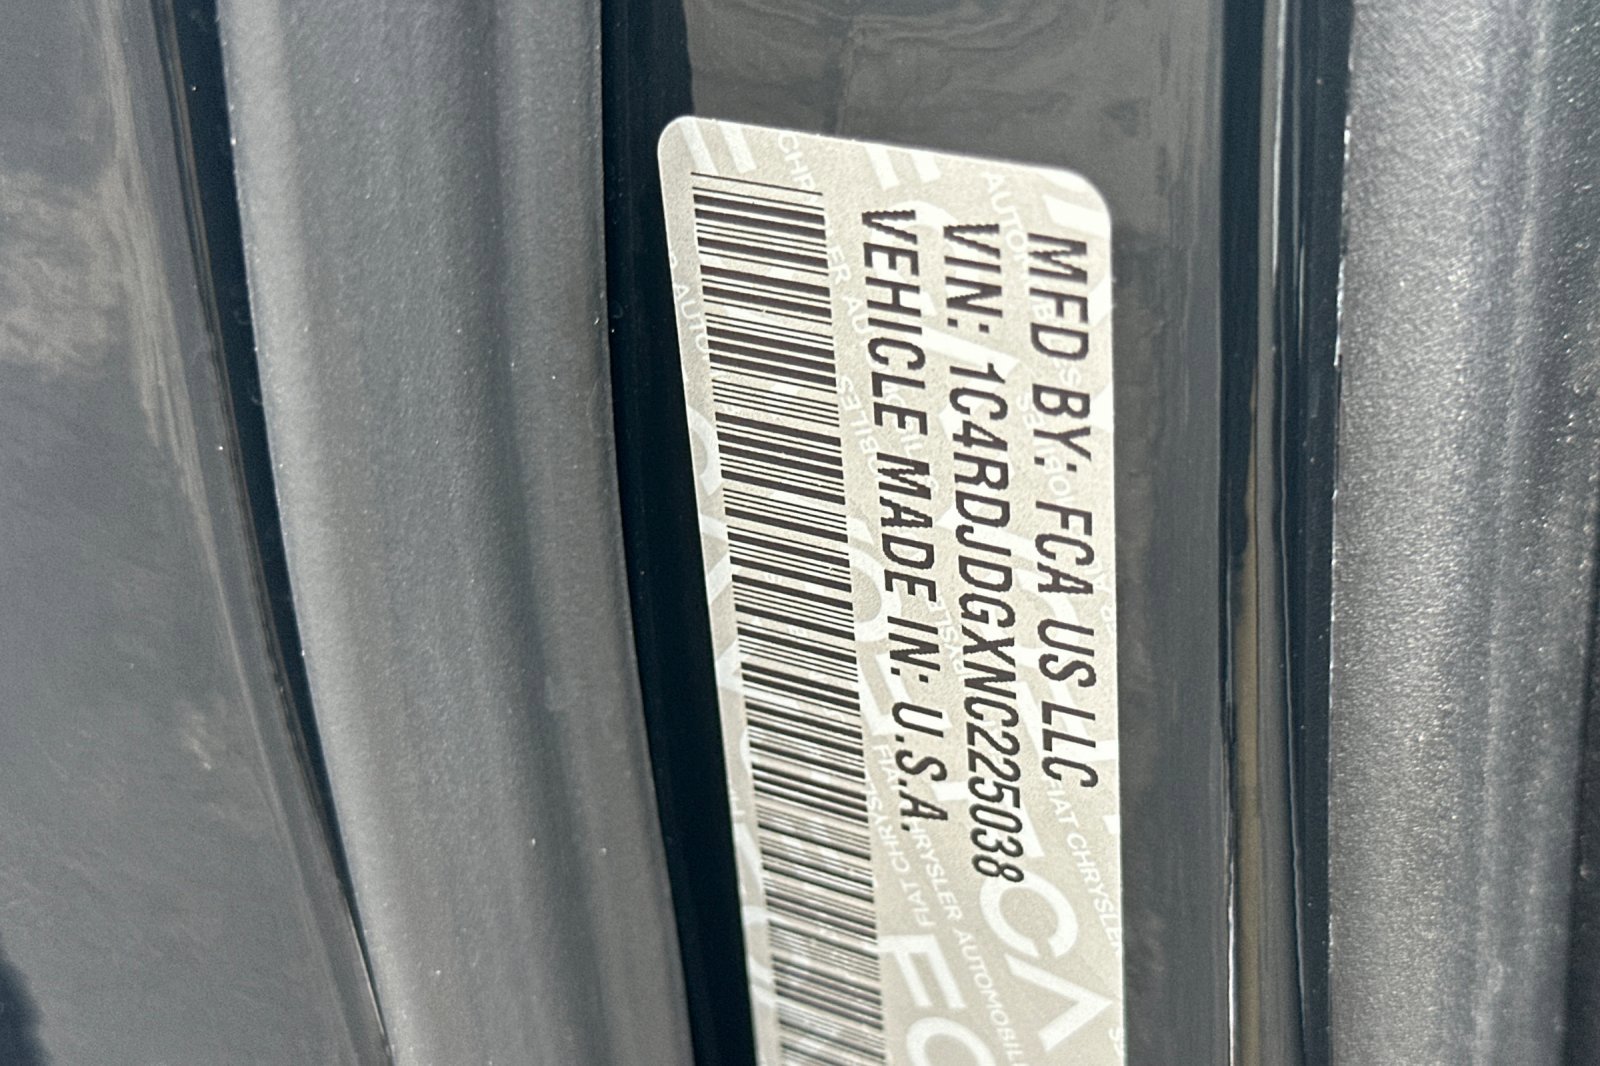 MFD BY: FCA US LLC
VIN: 1C4RDJDGXNC225038
VEHICLE MADE IN: U.S.A.